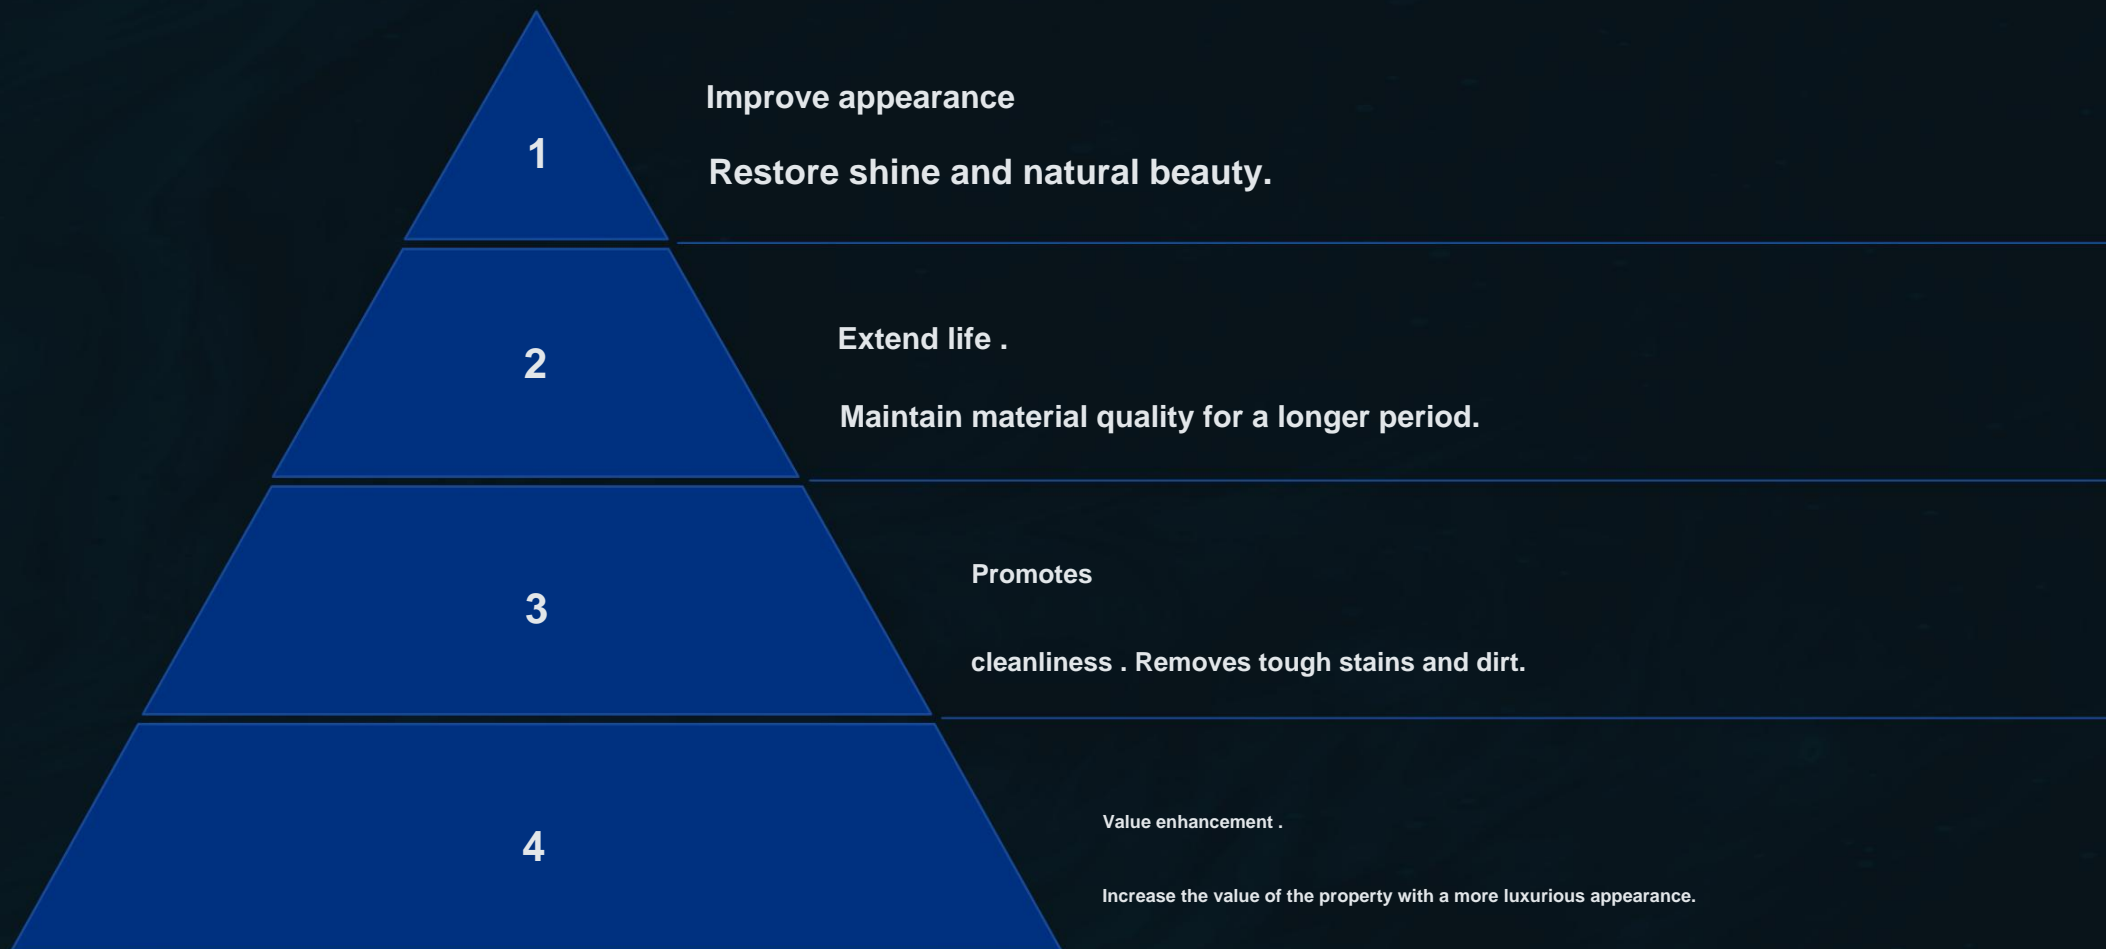 1
Improve appearance
Restore shine and natural beauty.
2
Extend life .
Maintain material quality for a longer period.
3
Promotes
cleanliness . Removes tough stains and dirt.
4
Value enhancement .
Increase the value of the property with a more luxurious appearance.